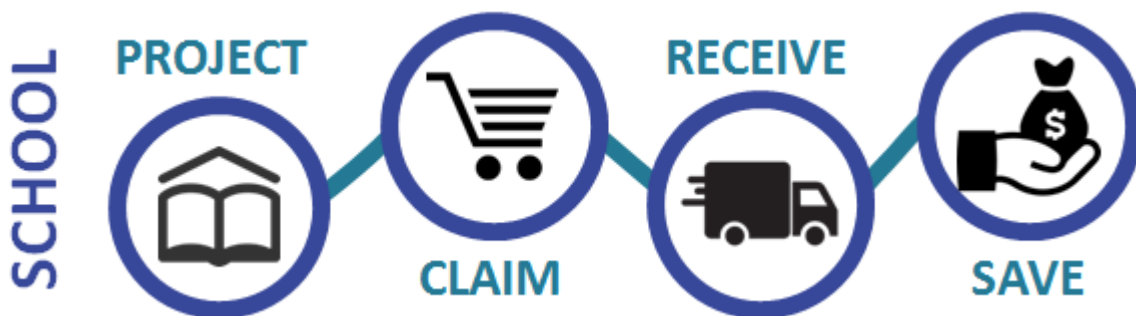 SCHOOL
PROJECT
CLAIM
RECEIVE
$
SAVE